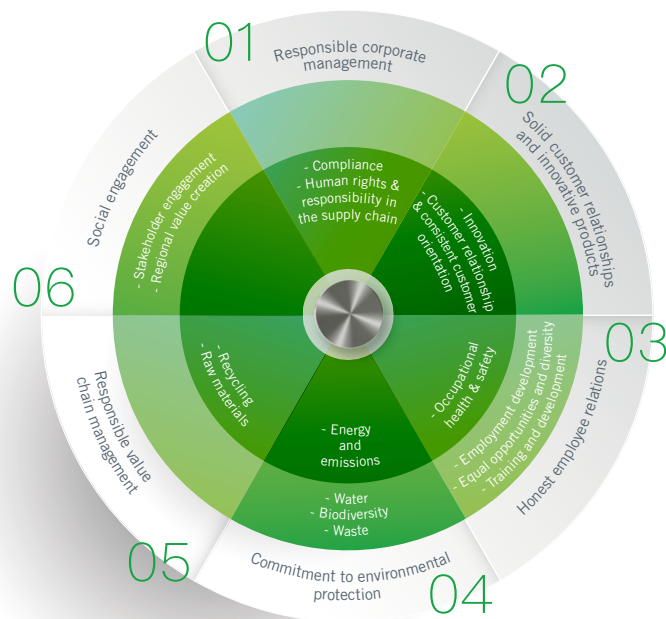 01
Responsible corporate
management
- Compliance
- Human rights &
responsibility in
the supply chain
02
Solid customer relationships
and innovative products
- Innovation
- Customer relationship
& consistent customer
orientation
03
Honest employee relations
- Occupational
health & safety
- Employment development
- Equal opportunities and diversity
- Training and development
04
Commitment to environmental
protection
- Energy
and
emissions
- Water
- Biodiversity
- Waste
05
Responsible value
chain management
- Recycling
- Raw materials
06
Social engagement
- Stakeholder engagement
- Regional value creation